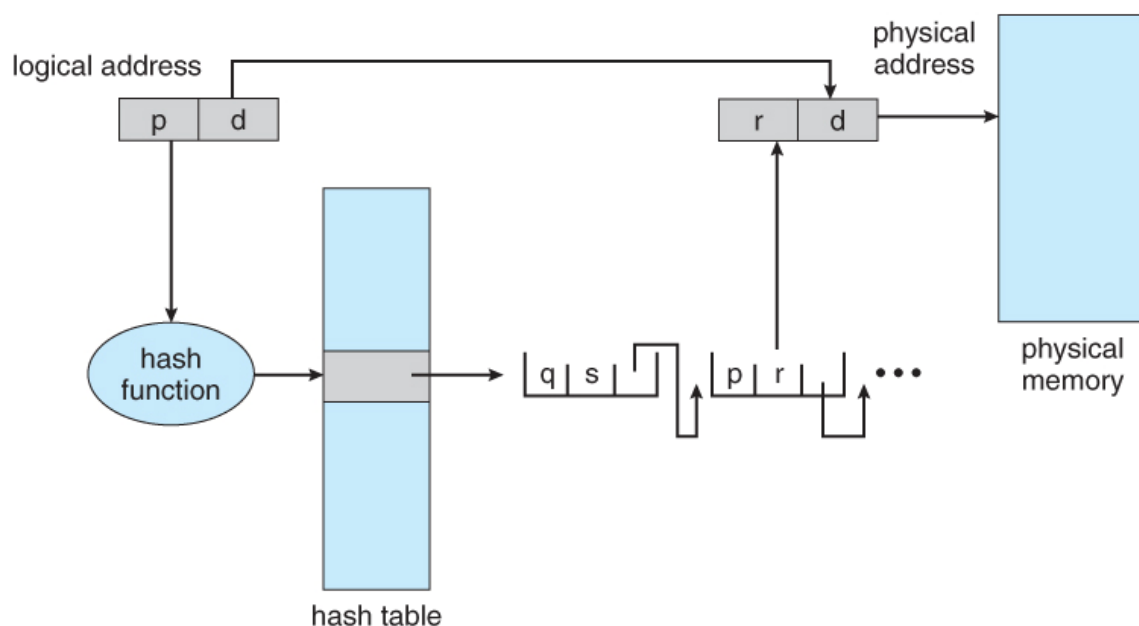 logical address
physical
address
p d
r d
hash
function
q s
p r
•••
physical
memory
hash table